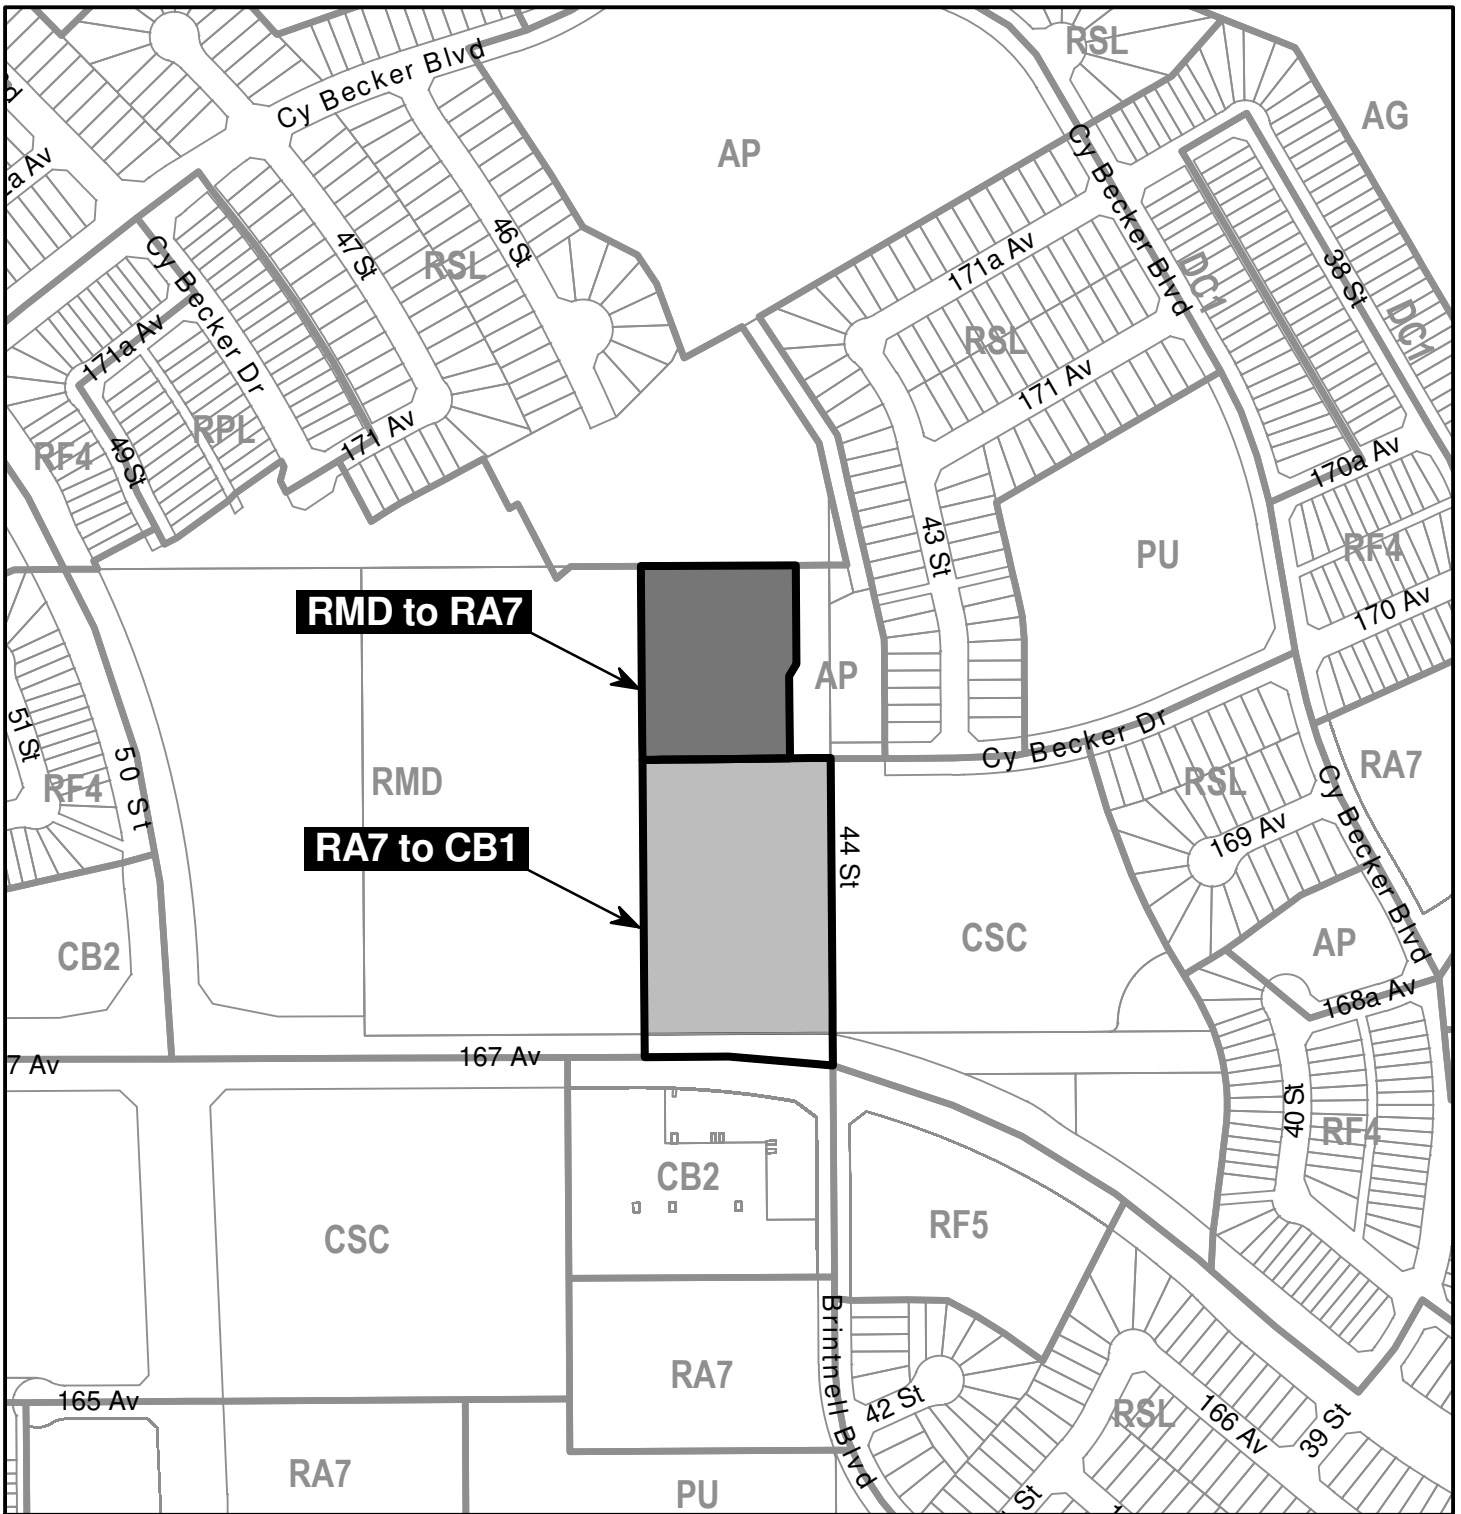 RSL
Cy Becker Blvd
AG
AP
Cy Becker Blvd
46 St
47 St
RSL
Cy Becker Dr
171a Av
DC1
38 St
DC1
171a Av
RSL
171 Av
RPL
171 Av
RF4
49 St
170a Av
43 St
PU
RF4
170 Av
RMD to RA7
AP
51 St
50 St
RF4
RMD
Cy Becker Dr
RSL
RA7
169 Av
Cy Becker Blvd
RA7 to CB1
44 St
CB2
CSC
AP
168a Av
7 Av
167 Av
40 St
RF4
CB2
CSC
RF5
Brintnell Blvd
RA7
165 Av
42 St
RSL
166 Av
39 St
RA7
PU
St